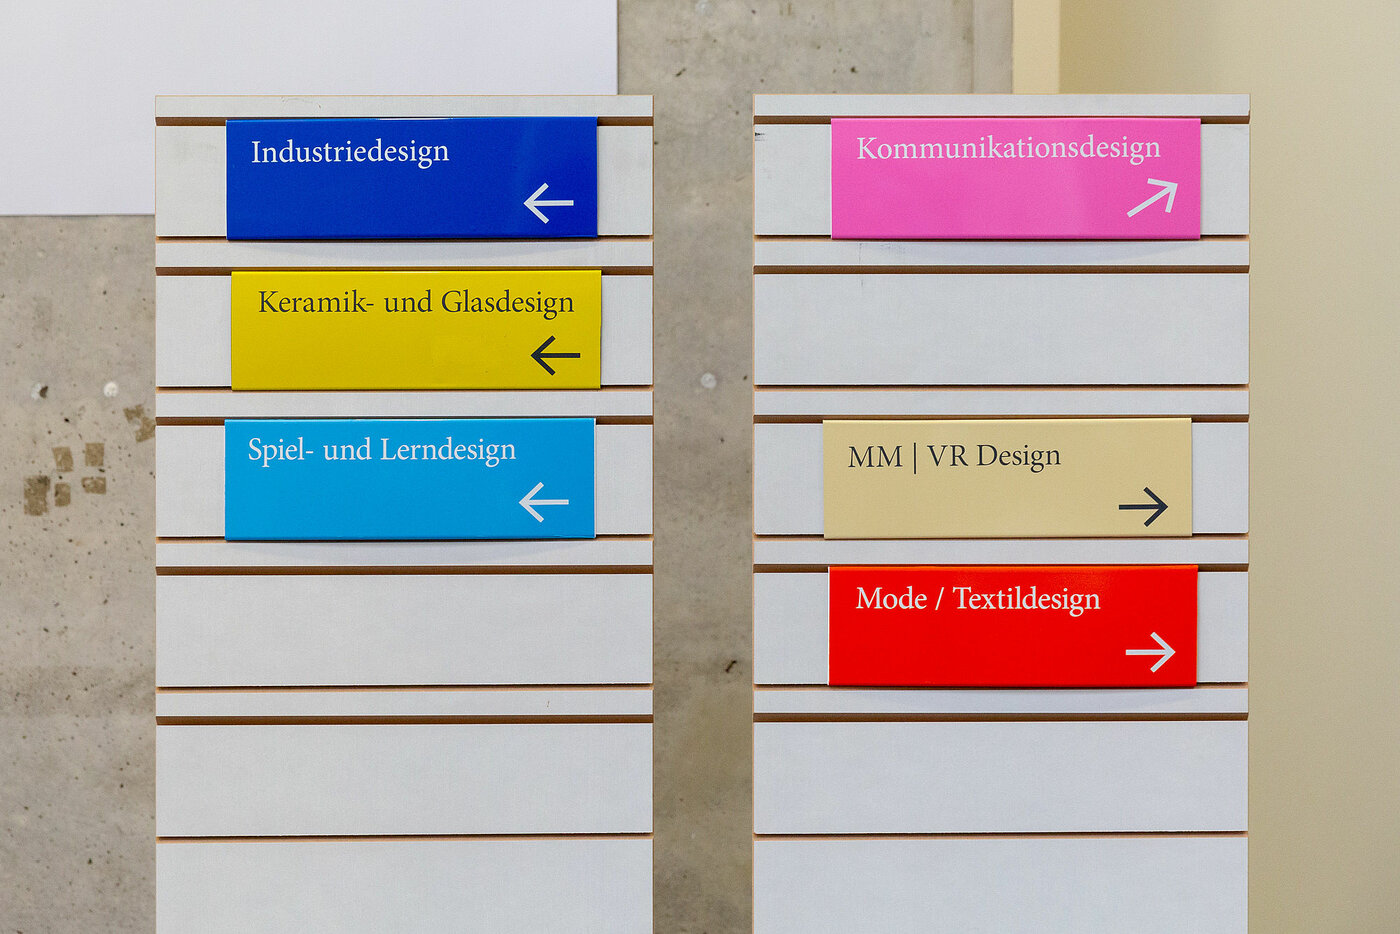 Industriedesign
←
Keramik- und Glasdesign
←
Spiel- und Lerndesign
←
Kommunikationsdesign
↗
MM | VR Design
→
Mode / Textildesign
→